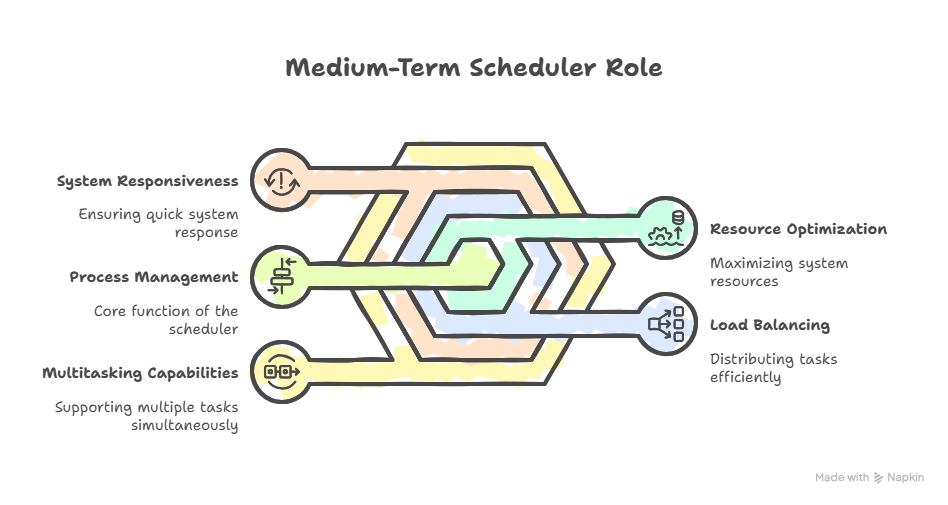 Medium-Term Scheduler Role
System Responsiveness
Ensuring quick system
response
Process Management
Core function of the
scheduler
Multitasking Capabilities
Supporting multiple tasks
simultaneously
Resource Optimization
Maximizing system
resources
Load Balancing
Distributing tasks
efficiently
Made with Napkin